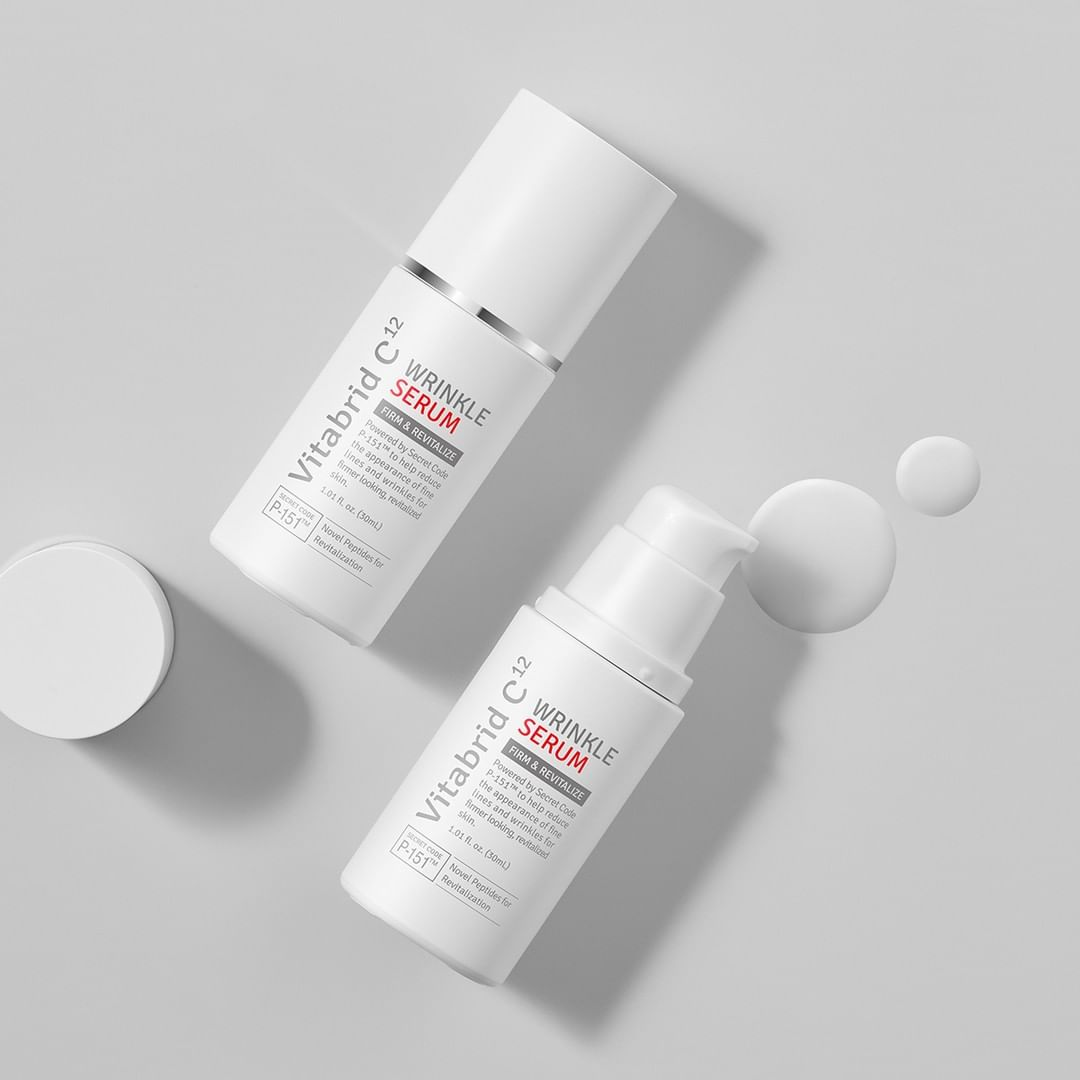 Vitabrid C12
WRINKLE
SERUM
FIRM & REVITALIZE
Powered by Secret Code
P-151™ to help reduce
the appearance of fine
lines and wrinkles for
firmer looking, revitalized
skin.
1.01 fl. oz. (30mL)
SECRET CODE
P-151™
Novel Peptides for
Revitalization
Vitabrid C12
WRINKLE
SERUM
FIRM & REVITALIZE
Powered by Secret Code
P-151™ to help reduce
the appearance of fine
lines and wrinkles for
firmer looking, revitalized
skin.
1.01 fl. oz. (30mL)
SECRET CODE
P-151™
Novel Peptides for
Revitalization